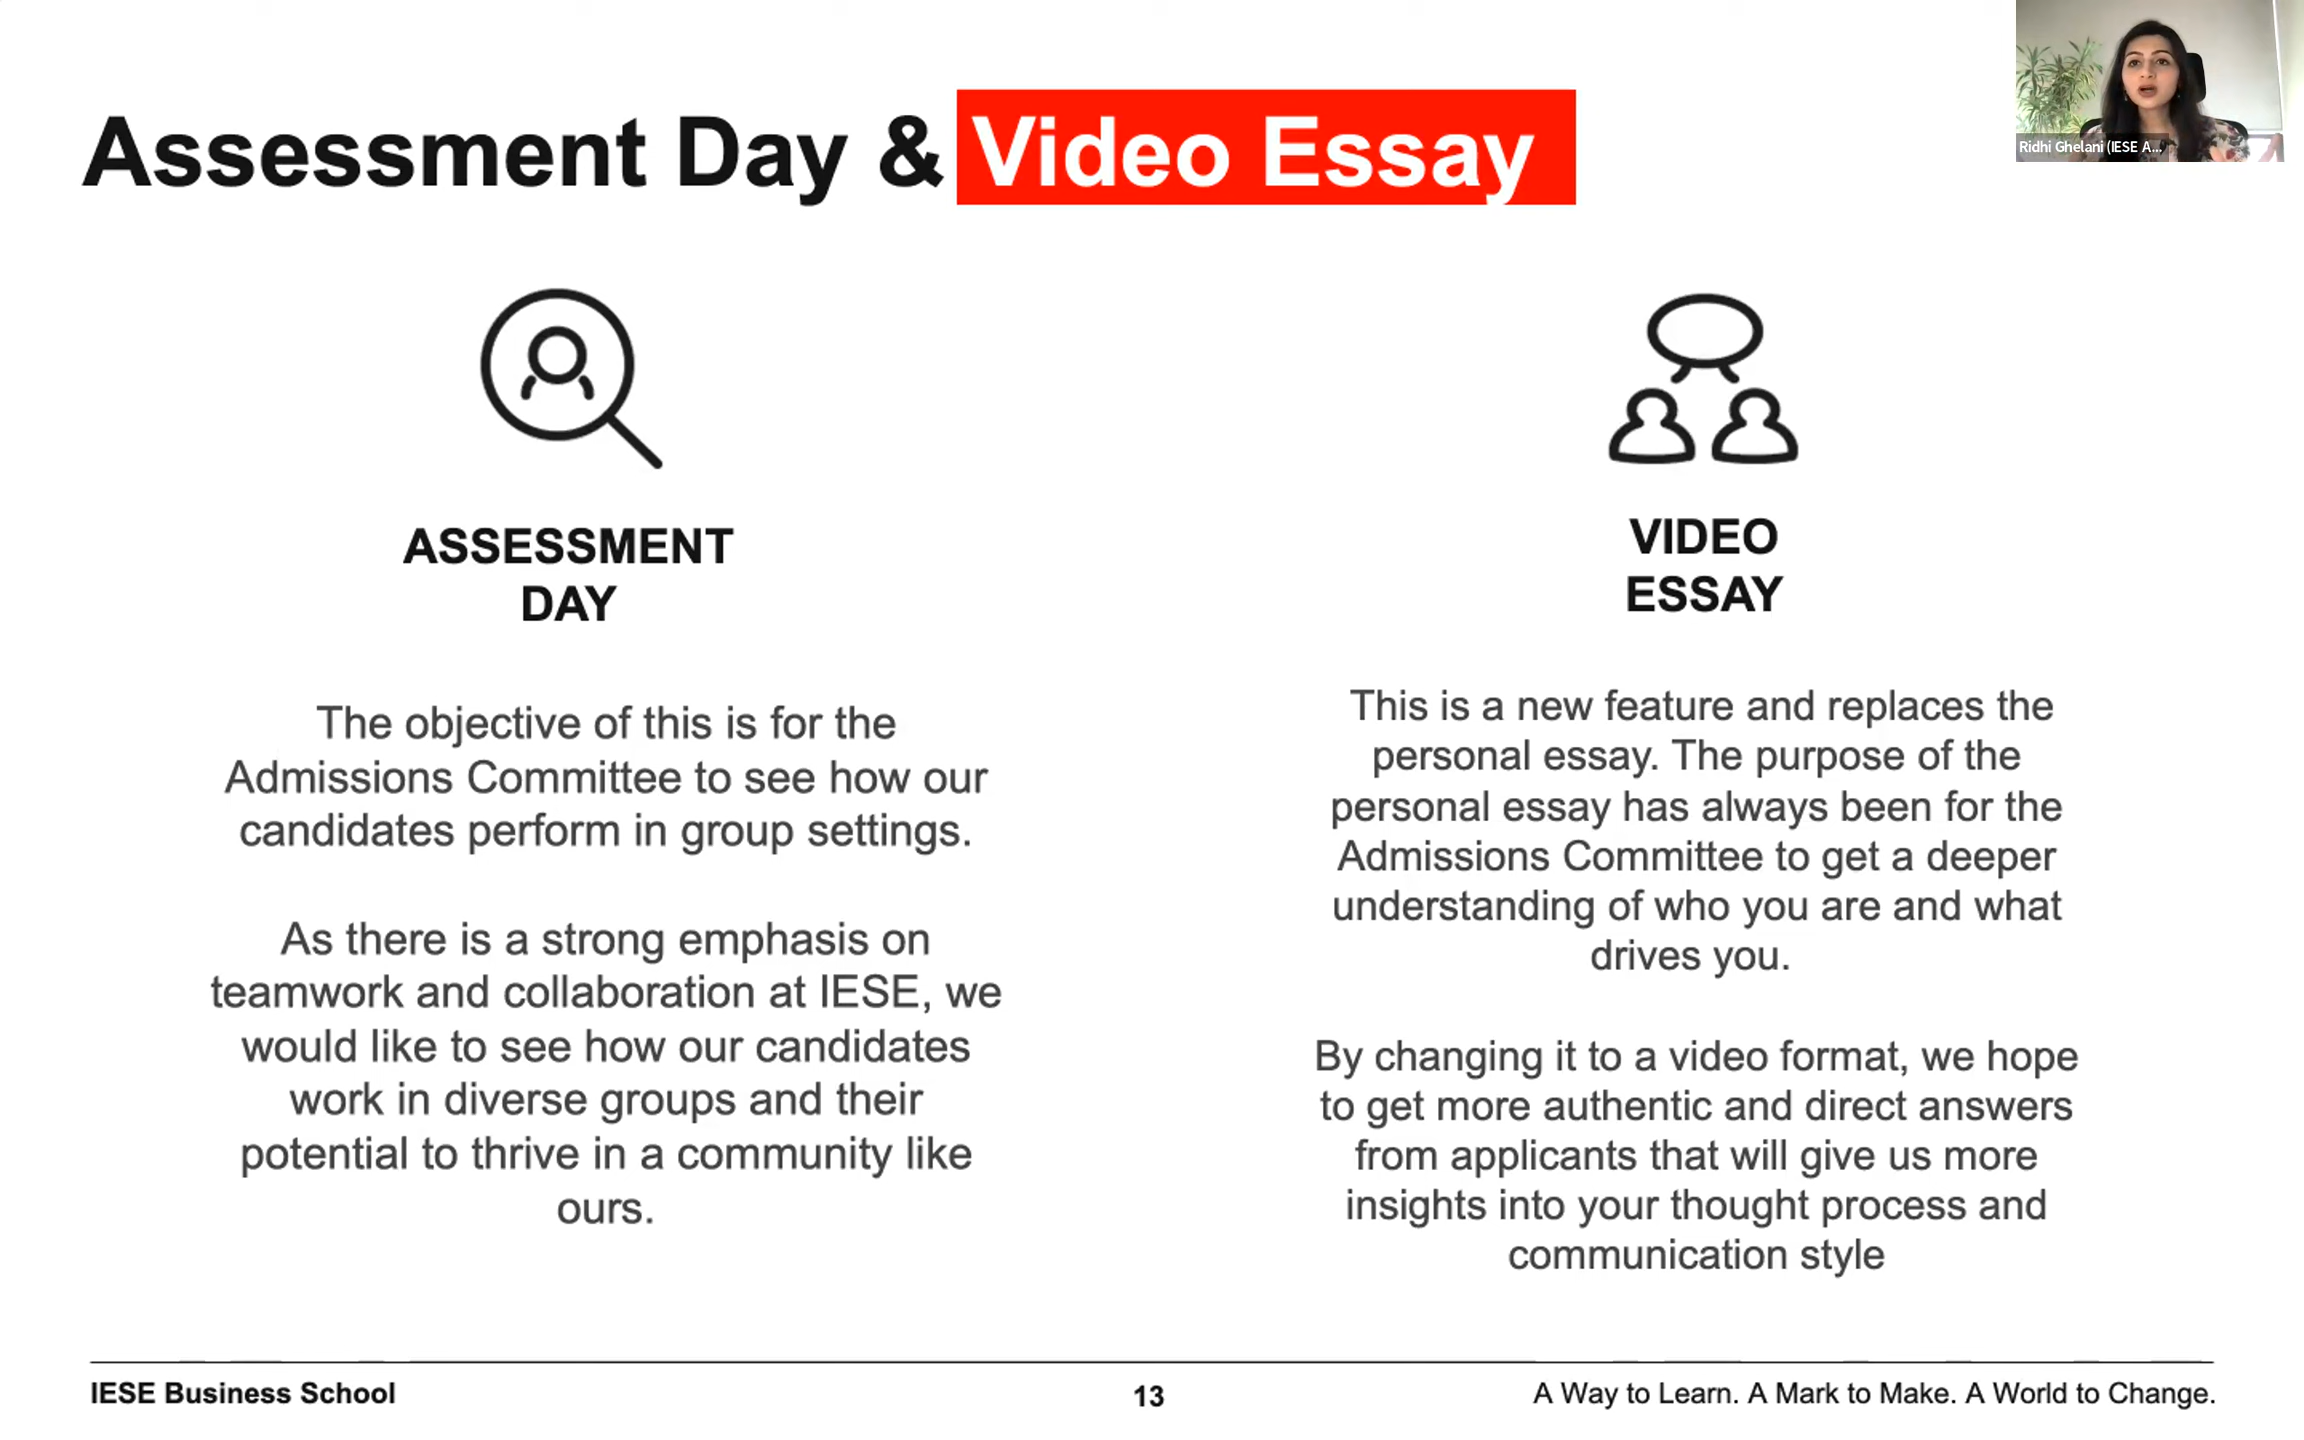 Assessment Day & Video Essay
Ridhi Ghelani (IESE A...
ASSESSMENT
DAY
The objective of this is for the
Admissions Committee to see how our
candidates perform in group settings.
As there is a strong emphasis on
teamwork and collaboration at IESE, we
would like to see how our candidates
work in diverse groups and their
potential to thrive in a community like
ours.
VIDEO
ESSAY
This is a new feature and replaces the
personal essay. The purpose of the
personal essay has always been for the
Admissions Committee to get a deeper
understanding of who you are and what
drives you.
By changing it to a video format, we hope
to get more authentic and direct answers
from applicants that will give us more
insights into your thought process and
communication style
IESE Business School
13
A Way to Learn. A Mark to Make. A World to Change.